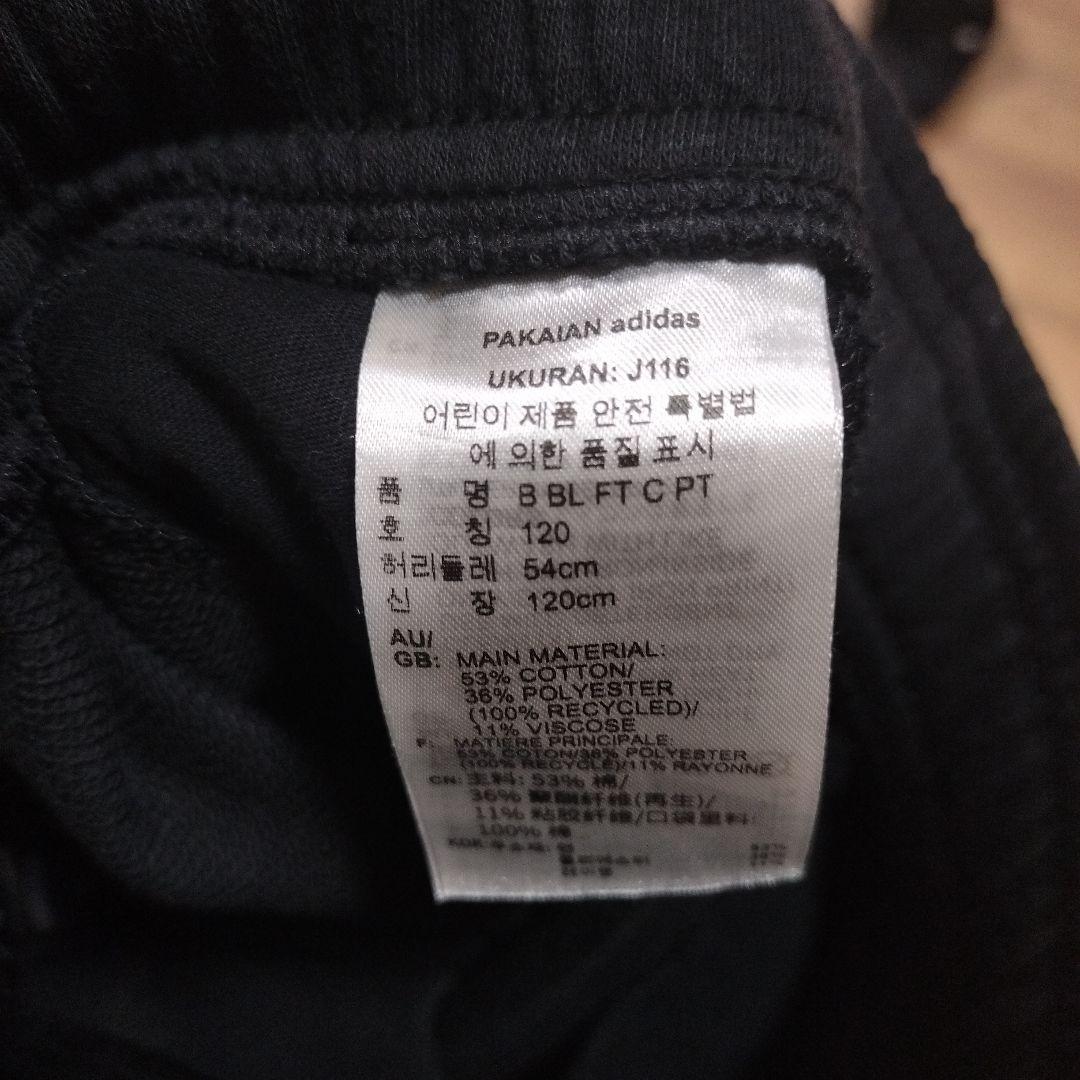 PAKAIAN adidas
UKURAN: J116
어린이 제품 안전 특별법
에 의한 품질 표시
품 명 B BL FT C PT
호 칭 120
허리둘레 54cm
신 장 120cm
AU/
GB: MAIN MATERIAL:
53% COTTON/
36% POLYESTER
(100% RECYCLED)/
11% VISCOSE
F: MATIERE PRINCIPALE:
53% COTON/36% POLYESTER
(100% RECYCLE)/11% RAYONNE
CN: 主料: 53% 棉/
36% 聚酯纤维(再生)/
11% 粘胶纤维/口袋里料:
100% 棉